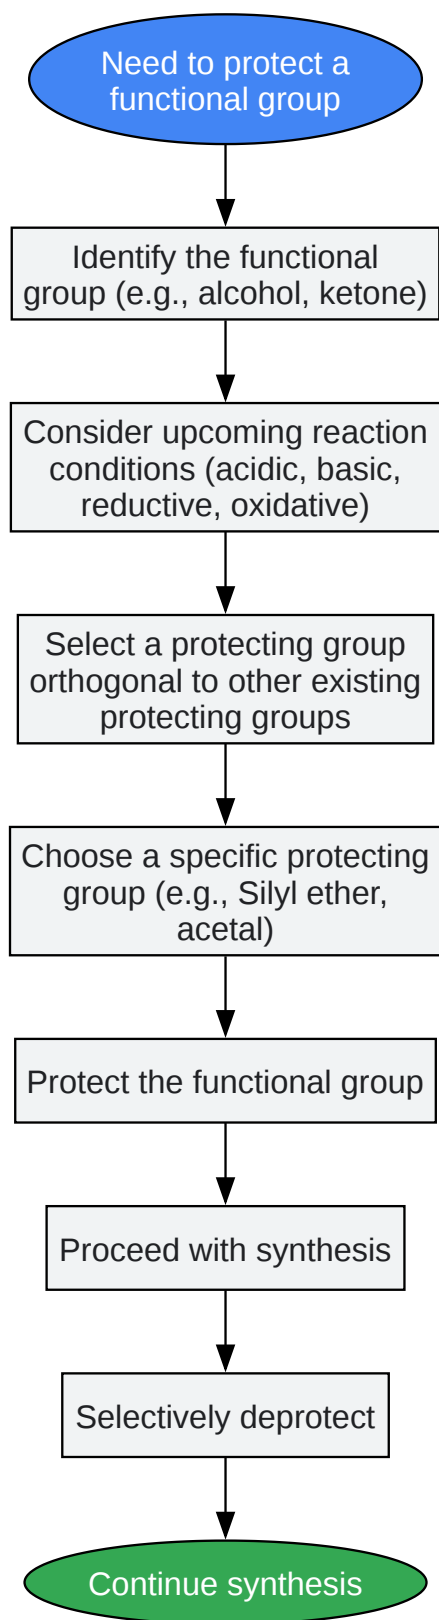 Need to protect a
functional group
Identify the functional
group (e.g., alcohol, ketone)
Consider upcoming reaction
conditions (acidic, basic,
reductive, oxidative)
Select a protecting group
orthogonal to other existing
protecting groups
Choose a specific protecting
group (e.g., Silyl ether,
acetal)
Protect the functional group
Proceed with synthesis
Selectively deprotect
Continue synthesis